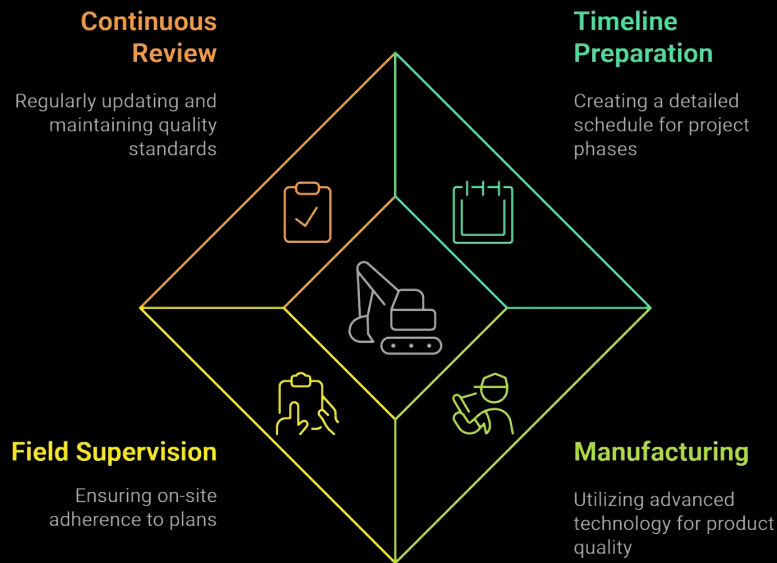 Continuous
Review
Regularly updating and
maintaining quality
standards
Timeline
Preparation
Creating a detailed
schedule for project
phases
Field Supervision
Ensuring on-site
adherence to plans
Manufacturing
Utilizing advanced
technology for product
quality